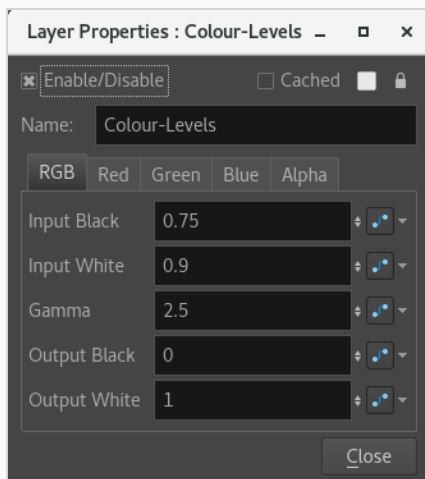 Layer Properties : Colour-Levels
Enable/Disable Cached
Name: Colour-Levels
RGB Red Green Blue Alpha
Input Black 0.75
Input White 0.9
Gamma 2.5
Output Black 0
Output White 1
Close